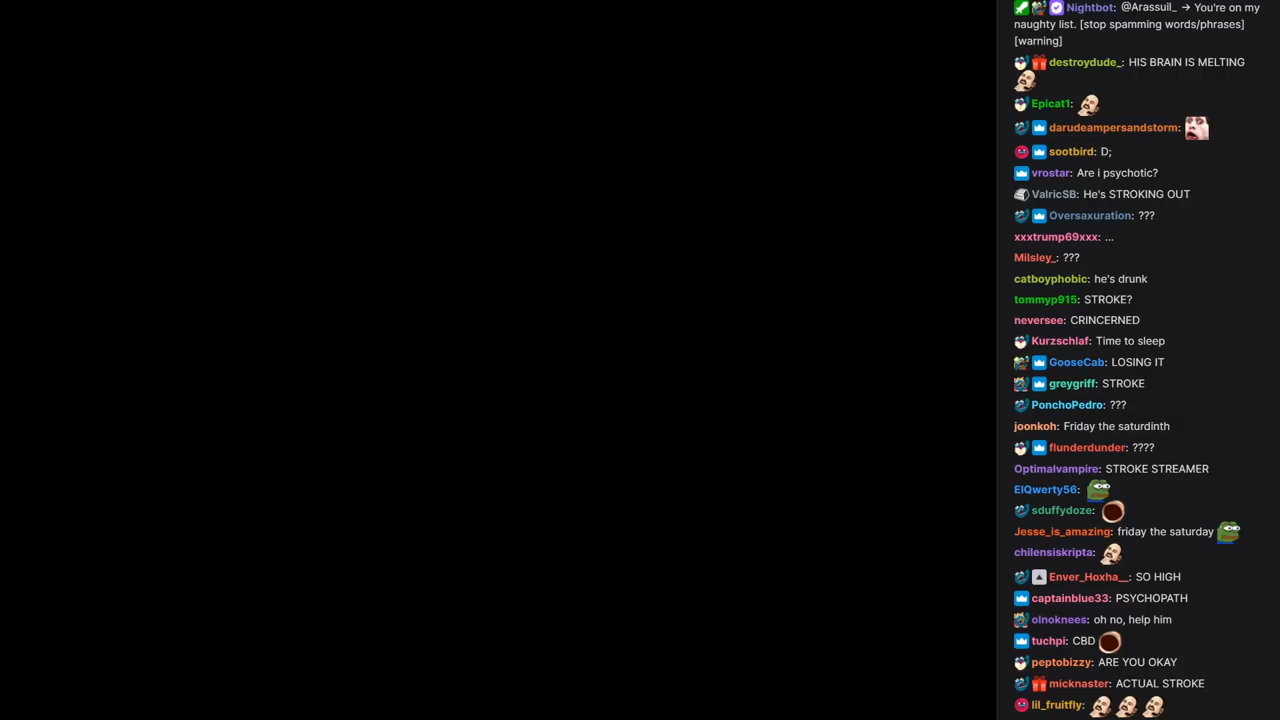 Nightbot: @Arassuil_ → You're on my
naughty list. [stop spamming words/phrases]
[warning]
destroydude_: HIS BRAIN IS MELTING
Epicat1:
darudeampersandstorm:
sootbird: D;
vrostar: Are i psychotic?
ValricSB: He's STROKING OUT
Oversaxuration: ???
xxxtrump69xxx: ...
Milsley_: ???
catboyphobic: he's drunk
tommyp915: STROKE?
neversee: CRINCERNED
Kurzschlaf: Time to sleep
GooseCab: LOSING IT
greygriff: STROKE
PonchoPedro: ???
joonkoh: Friday the saturdinth
flunderdunder: ????
Optimalvampire: STROKE STREAMER
ElQwerty56:
sduffydoze:
Jesse_is_amazing: friday the saturday
chilensiskripta:
Enver_Hoxha__: SO HIGH
captainblue33: PSYCHOPATH
olnoknees: oh no, help him
tuchpi: CBD
peptobizzy: ARE YOU OKAY
micknaster: ACTUAL STROKE
lil_fruitfly: